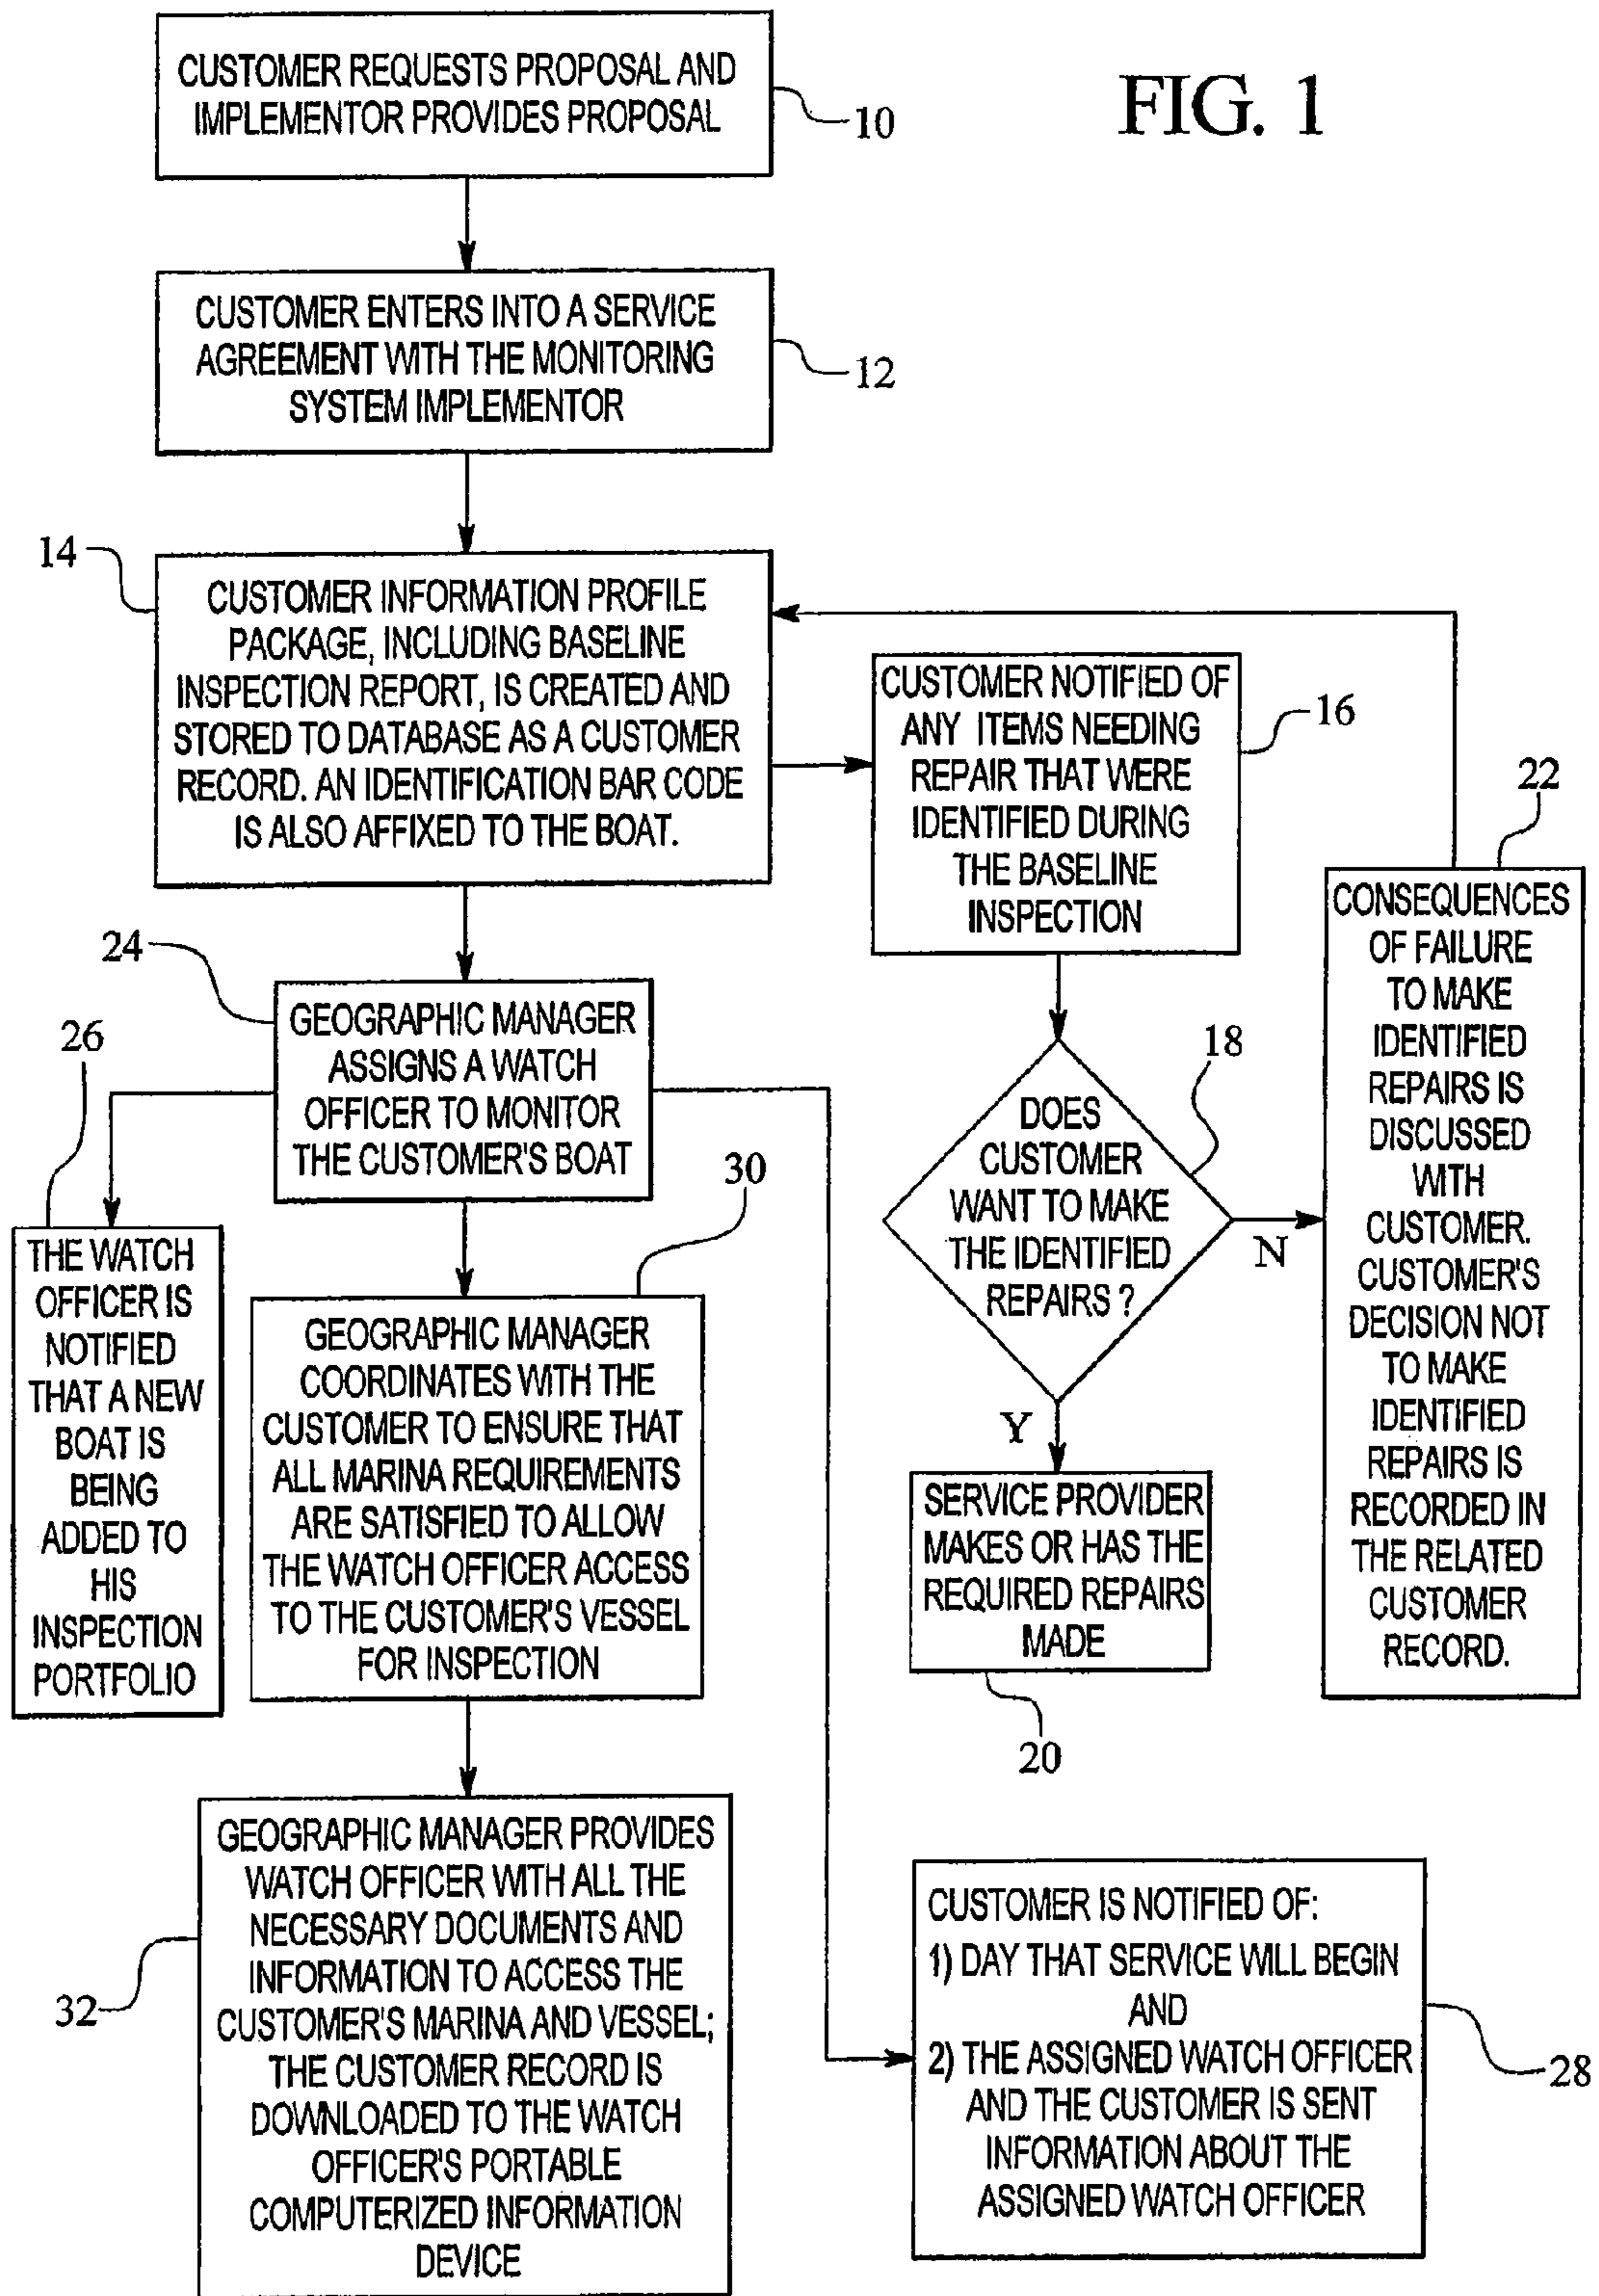 FIG. 1
CUSTOMER REQUESTS PROPOSAL AND
IMPLEMENTOR PROVIDES PROPOSAL
10
CUSTOMER ENTERS INTO A SERVICE
AGREEMENT WITH THE MONITORING
SYSTEM IMPLEMENTOR
12
14
CUSTOMER INFORMATION PROFILE
PACKAGE, INCLUDING BASELINE
INSPECTION REPORT, IS CREATED AND
STORED TO DATABASE AS A CUSTOMER
RECORD. AN IDENTIFICATION BAR CODE
IS ALSO AFFIXED TO THE BOAT.
CUSTOMER NOTIFIED OF
ANY ITEMS NEEDING
REPAIR THAT WERE
IDENTIFIED DURING
THE BASELINE
INSPECTION
16
22
CONSEQUENCES
OF FAILURE
TO MAKE
IDENTIFIED
REPAIRS IS
DISCUSSED
WITH
CUSTOMER.
CUSTOMER'S
DECISION NOT
TO MAKE
IDENTIFIED
REPAIRS IS
RECORDED IN
THE RELATED
CUSTOMER
RECORD.
24
GEOGRAPHIC MANAGER
ASSIGNS A WATCH
OFFICER TO MONITOR
THE CUSTOMER'S BOAT
18
DOES
CUSTOMER
WANT TO MAKE
THE IDENTIFIED
REPAIRS ?
N
Y
26
THE WATCH
OFFICER IS
NOTIFIED
THAT A NEW
BOAT IS
BEING
ADDED TO
HIS
INSPECTION
PORTFOLIO
30
GEOGRAPHIC MANAGER
COORDINATES WITH THE
CUSTOMER TO ENSURE THAT
ALL MARINA REQUIREMENTS
ARE SATISFIED TO ALLOW
THE WATCH OFFICER ACCESS
TO THE CUSTOMER'S VESSEL
FOR INSPECTION
SERVICE PROVIDER
MAKES OR HAS THE
REQUIRED REPAIRS
MADE
20
32
GEOGRAPHIC MANAGER PROVIDES
WATCH OFFICER WITH ALL THE
NECESSARY DOCUMENTS AND
INFORMATION TO ACCESS THE
CUSTOMER'S MARINA AND VESSEL;
THE CUSTOMER RECORD IS
DOWNLOADED TO THE WATCH
OFFICER'S PORTABLE
COMPUTERIZED INFORMATION
DEVICE
CUSTOMER IS NOTIFIED OF:
1) DAY THAT SERVICE WILL BEGIN
AND
2) THE ASSIGNED WATCH OFFICER
AND THE CUSTOMER IS SENT
INFORMATION ABOUT THE
ASSIGNED WATCH OFFICER
28